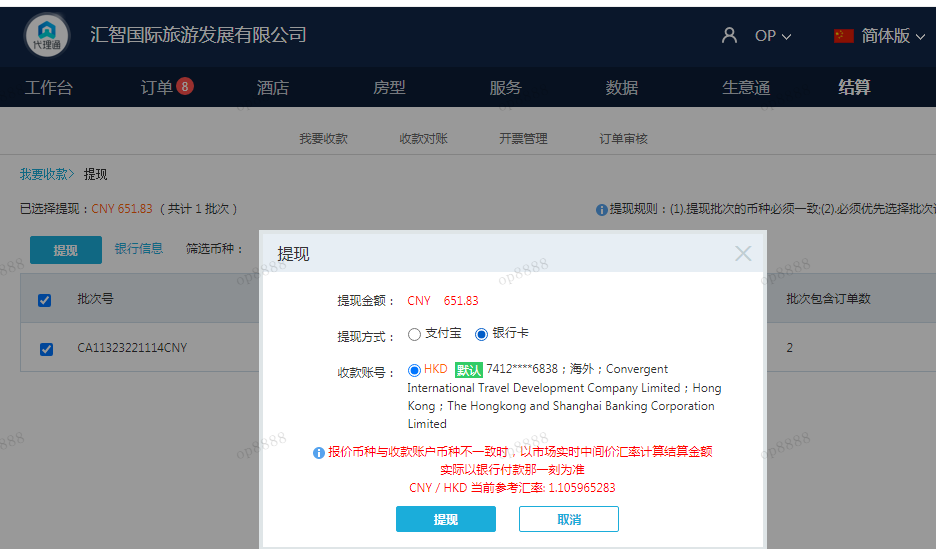 代理通
汇智国际旅游发展有限公司
OP
简体版
工作台
订单 8
酒店
房型
服务
数据
生意通
结算
我要收款
收款对账
开票管理
订单审核
我要收款> 提现
已选择提现：CNY 651.83 （共计 1 批次 ）
提现规则：(1).提现批次的币种必须一致;(2).必须优先选择批次
提现
银行信息
筛选币种：
批次号
批次包含订单数
CA11323221114CNY
2
提现
提现金额： CNY 651.83
提现方式： 支付宝 银行卡
收款账号： HKD 默认 7412****6838；海外；Convergent
International Travel Development Company Limited；Hong
Kong；The Hongkong and Shanghai Banking Corporation
Limited
报价币种与收款账户币种不一致时，以市场实时中间价汇率计算结算金额
实际以银行付款那一刻为准
CNY / HKD 当前参考汇率: 1.105965283
提现
取消
op8888
op8888
op8888
op8888
op8888